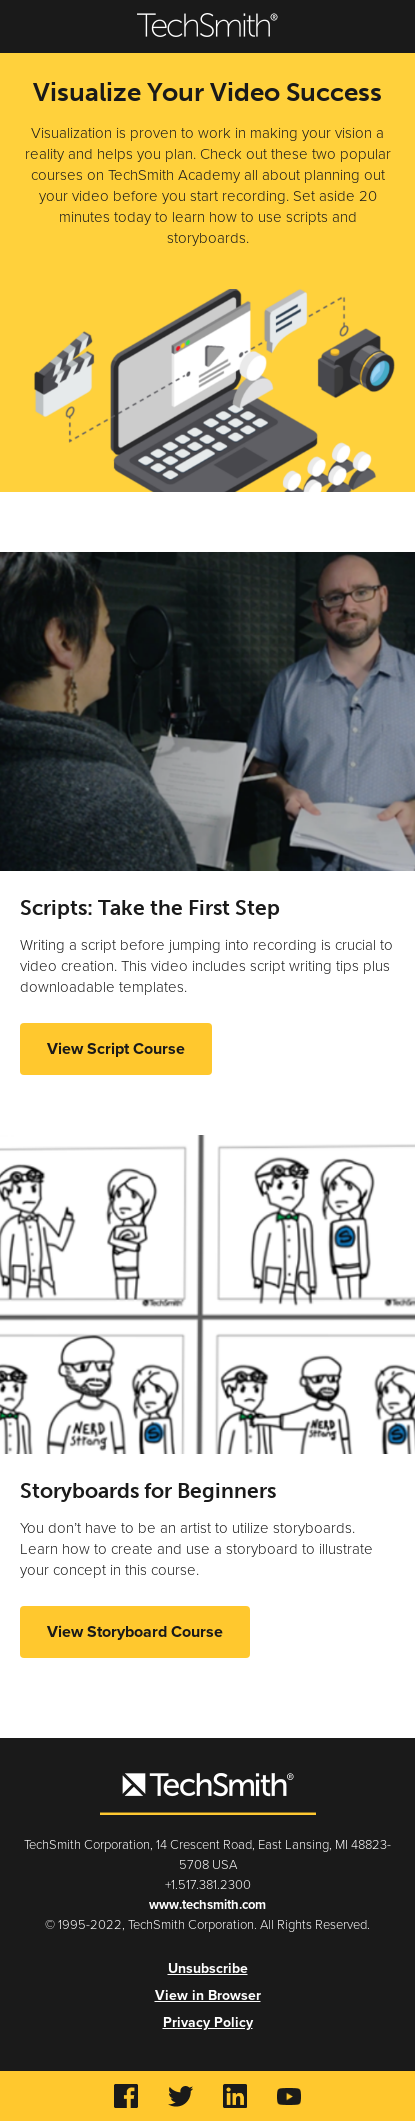 TechSmith®
Visualize Your Video Success
Visualization is proven to work in making your vision a
reality and helps you plan. Check out these two popular
courses on TechSmith Academy all about planning out
your video before you start recording. Set aside 20
minutes today to learn how to use scripts and
storyboards.
Scripts: Take the First Step
Writing a script before jumping into recording is crucial to
video creation. This video includes script writing tips plus
downloadable templates.
View Script Course
©TechSmith®
©TechSmith
NERD
Strong
NERD
Strong
Storyboards for Beginners
You don’t have to be an artist to utilize storyboards.
Learn how to create and use a storyboard to illustrate
your concept in this course.
View Storyboard Course
TechSmith®
TechSmith Corporation, 14 Crescent Road, East Lansing, MI 48823-
5708 USA
+1.517.381.2300
www.techsmith.com
© 1995-2022, TechSmith Corporation. All Rights Reserved.
Unsubscribe
View in Browser
Privacy Policy